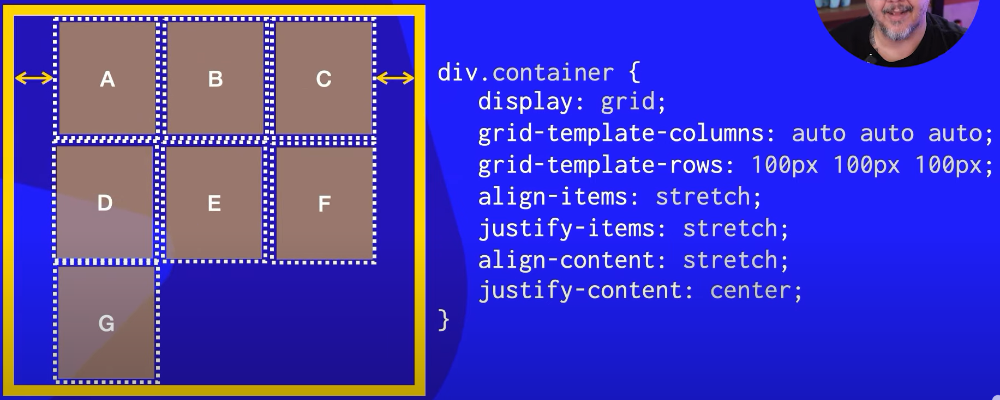 A B C
D E F
G
div.container {
display: grid;
grid-template-columns: auto auto auto;
grid-template-rows: 100px 100px 100px;
align-items: stretch;
justify-items: stretch;
align-content: stretch;
justify-content: center;
}